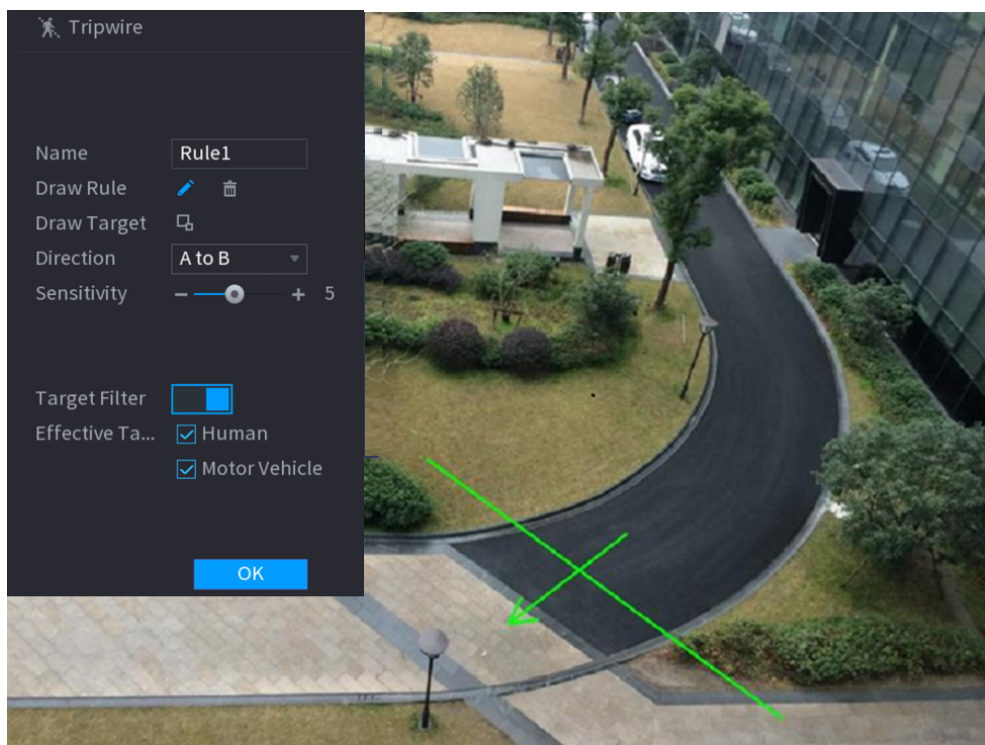 Tripwire
Name Rule1
Draw Rule
Draw Target
Direction A to B
Sensitivity - + 5
Target Filter
Effective Ta... Human
Motor Vehicle
OK